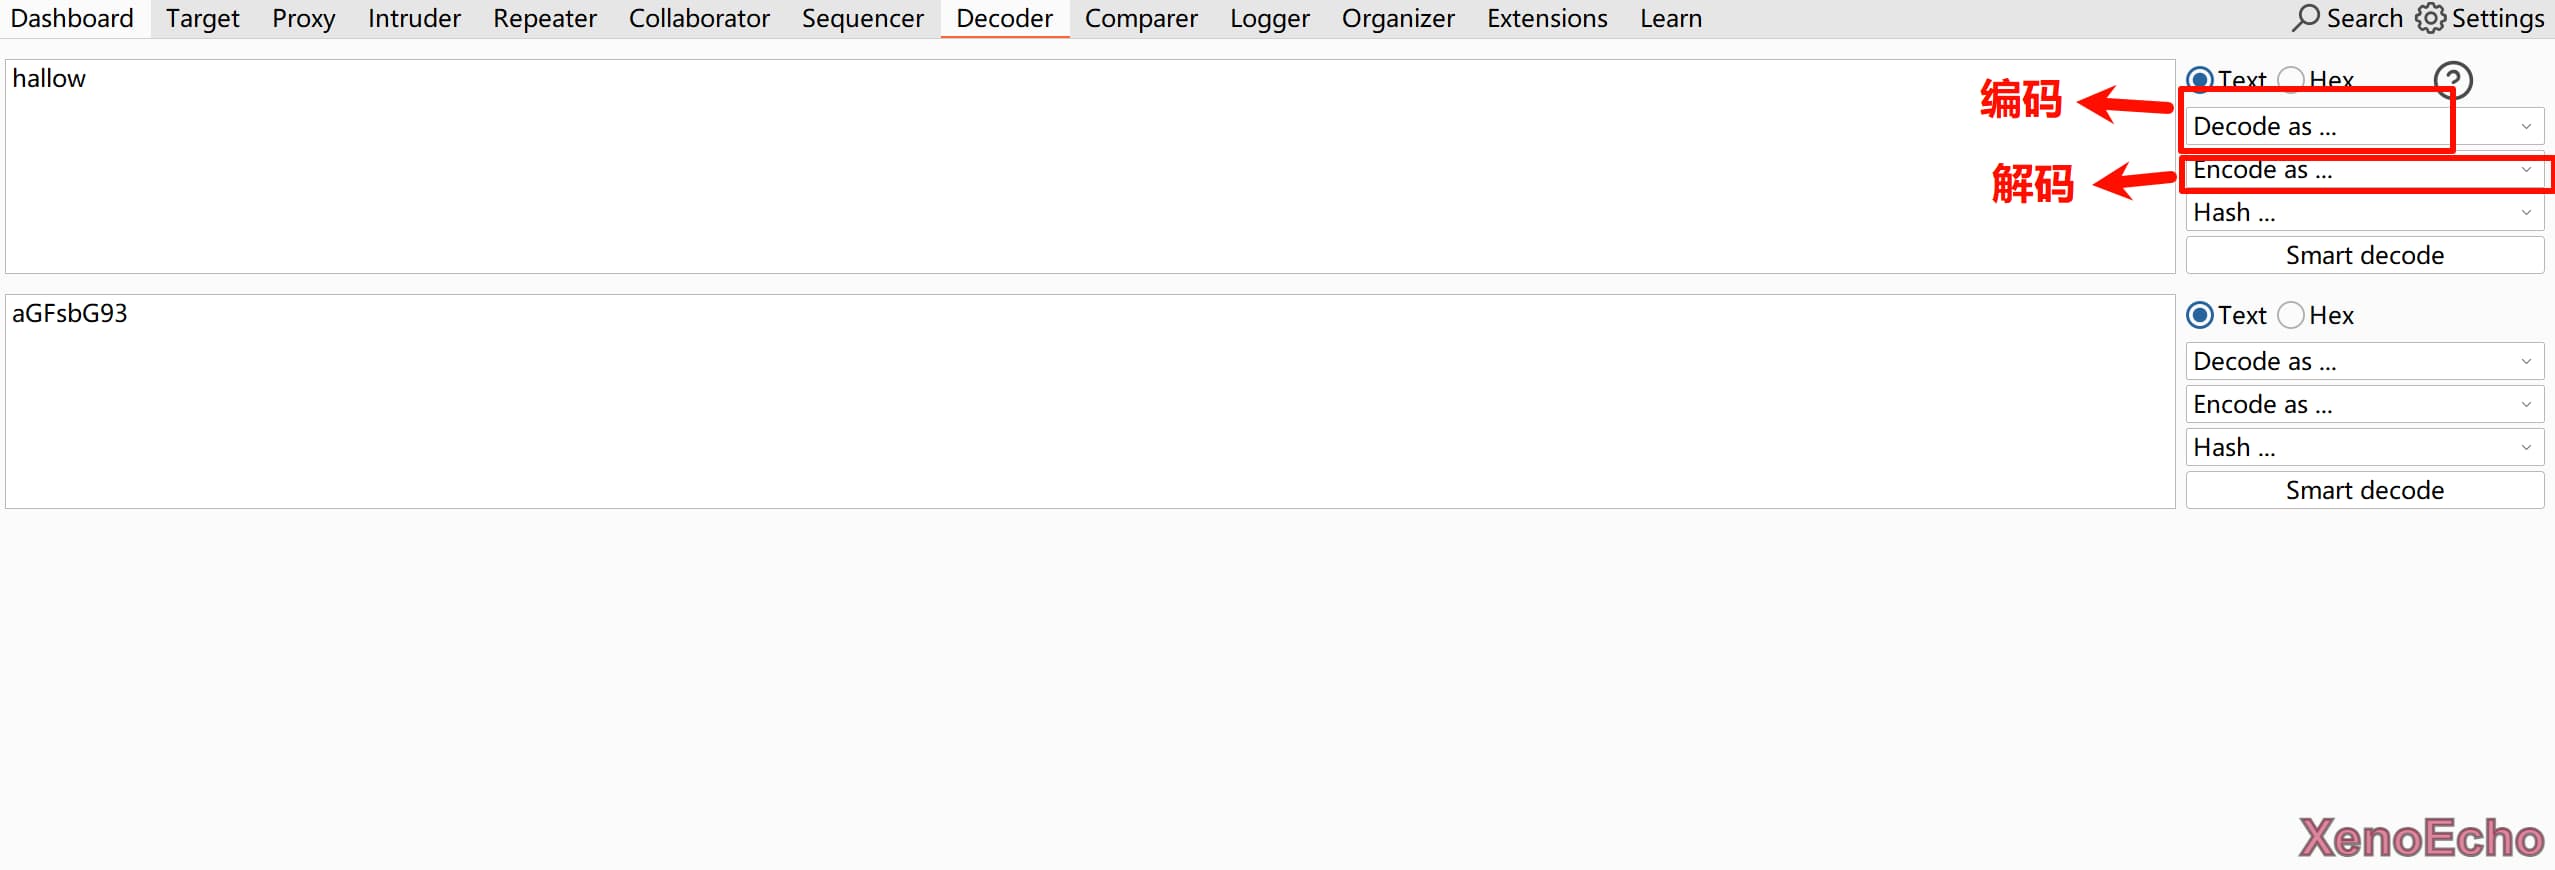 Dashboard Target Proxy Intruder Repeater Collaborator Sequencer Decoder Comparer Logger Organizer Extensions Learn Search Settings
hallow
Text Hex
编码
Decode as ...
解码
Encode as ...
Hash ...
Smart decode
aGFsbG93
Text Hex
Decode as ...
Encode as ...
Hash ...
Smart decode
XenoEcho